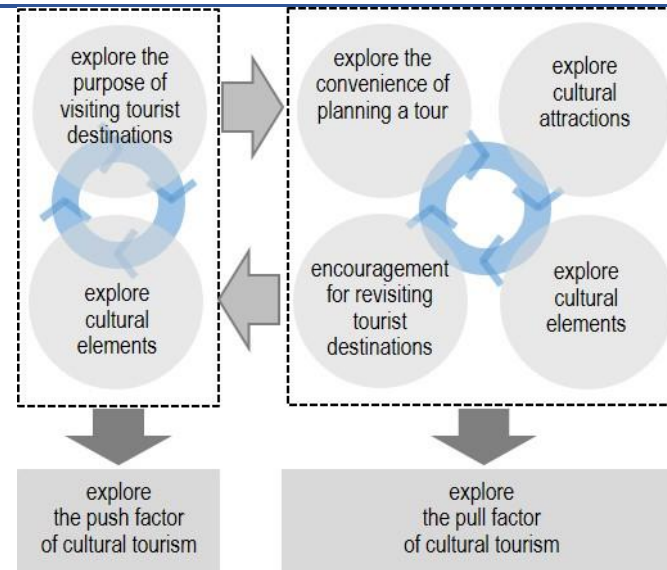 explore the
purpose of
visiting tourist
destinations
explore
cultural
elements
explore the
convenience of
planning a tour
explore
cultural
attractions
encouragement
for revisiting
tourist
destinations
explore
cultural
elements
explore
the push factor
of cultural tourism
explore
the pull factor
of cultural tourism